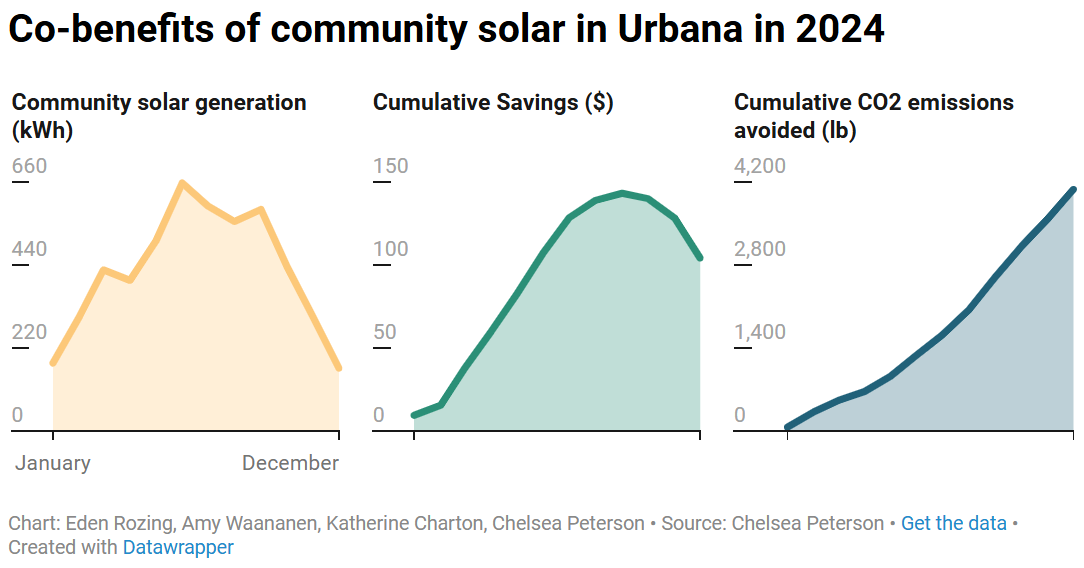 Co-benefits of community solar in Urbana in 2024
Community solar generation
(kWh)
660
440
220
0
January
December
Cumulative Savings ($)
150
100
50
0
Cumulative CO2 emissions
avoided (lb)
4,200
2,800
1,400
0
Chart: Eden Rozing, Amy Waananen, Katherine Charton, Chelsea Peterson • Source: Chelsea Peterson • Get the data •
Created with Datawrapper